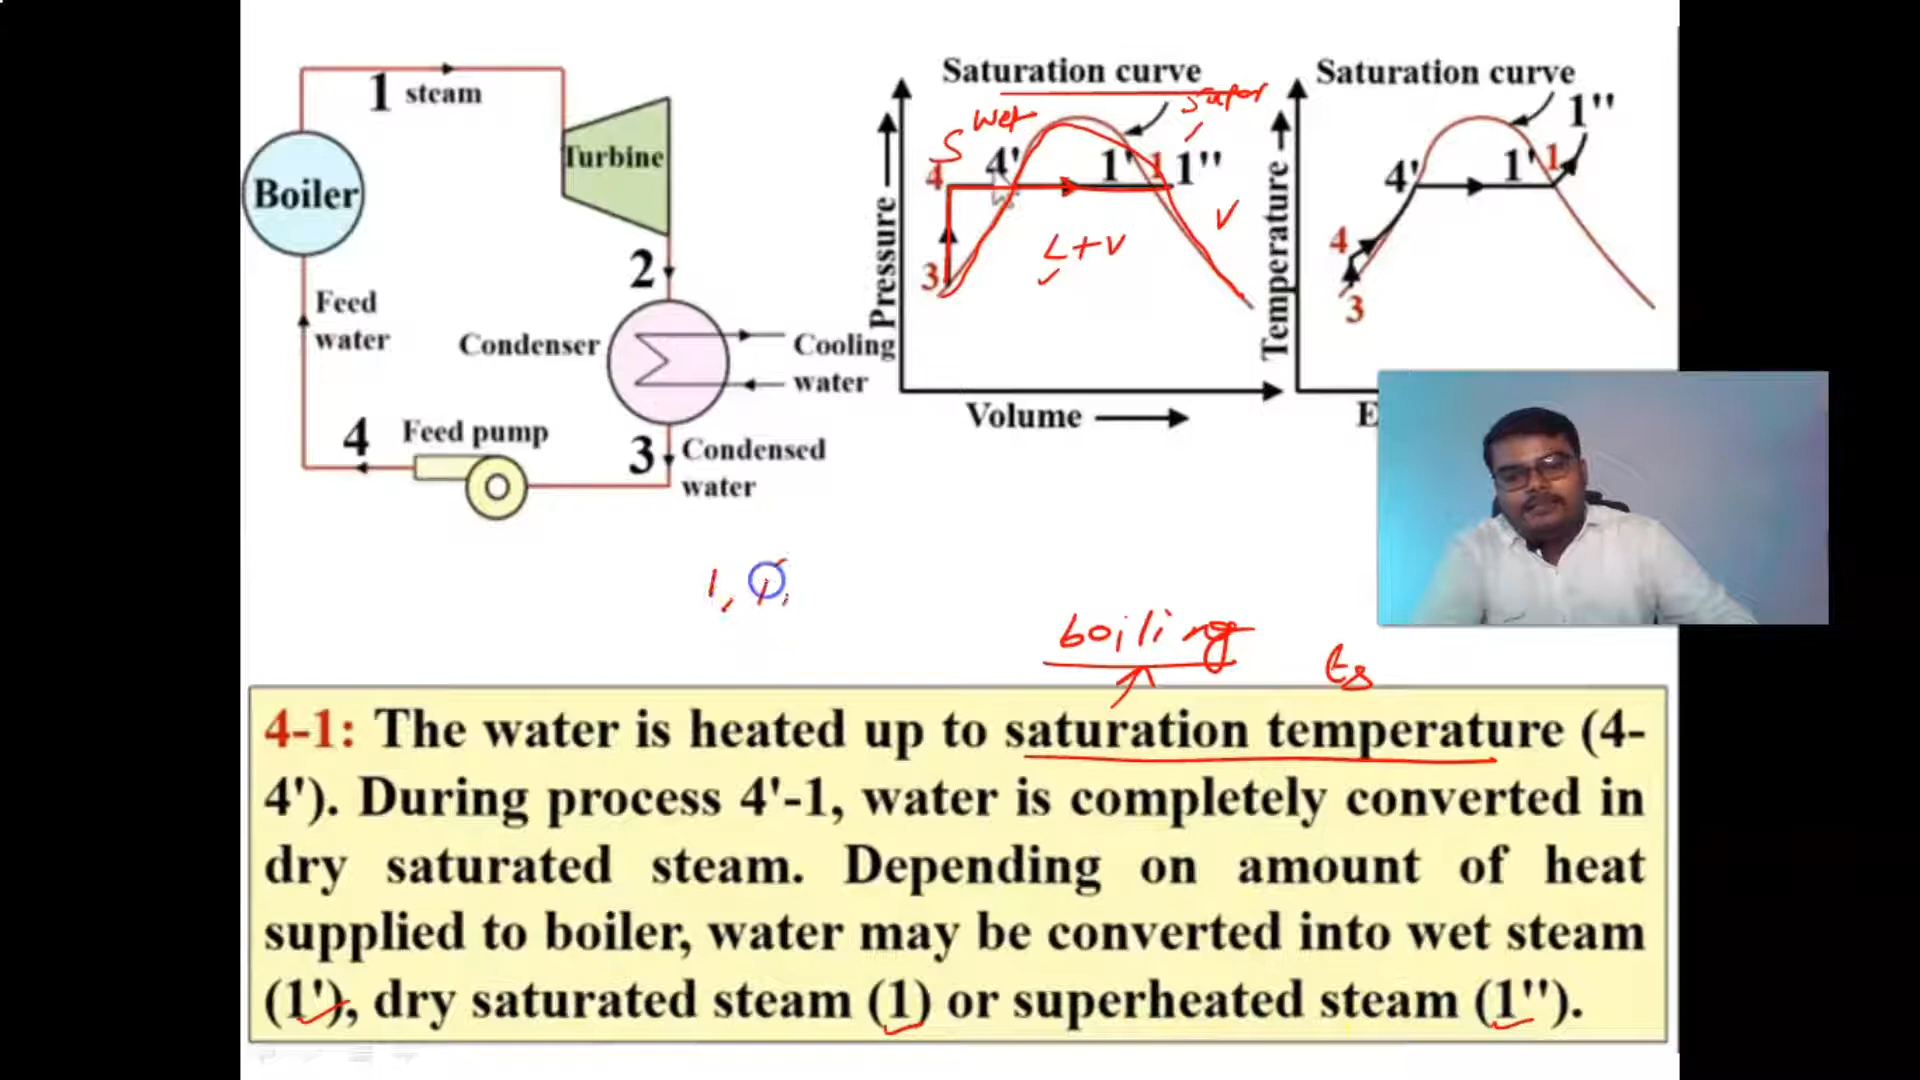 Saturation curve
Saturation curve
1 steam
Turbine
Boiler
super
wet
S
4' 1' 1 1''
4
3
L+V
V
Pressure
Volume
1''
4' 1' 1
4
3
Temperature
E
2
Feed
water
Condenser
Cooling
water
4 Feed pump
3 Condensed
water
1, 1',
boiling
ts
4-1: The water is heated up to saturation temperature (4-
4'). During process 4'-1, water is completely converted in
dry saturated steam. Depending on amount of heat
supplied to boiler, water may be converted into wet steam
(1'), dry saturated steam (1) or superheated steam (1'').